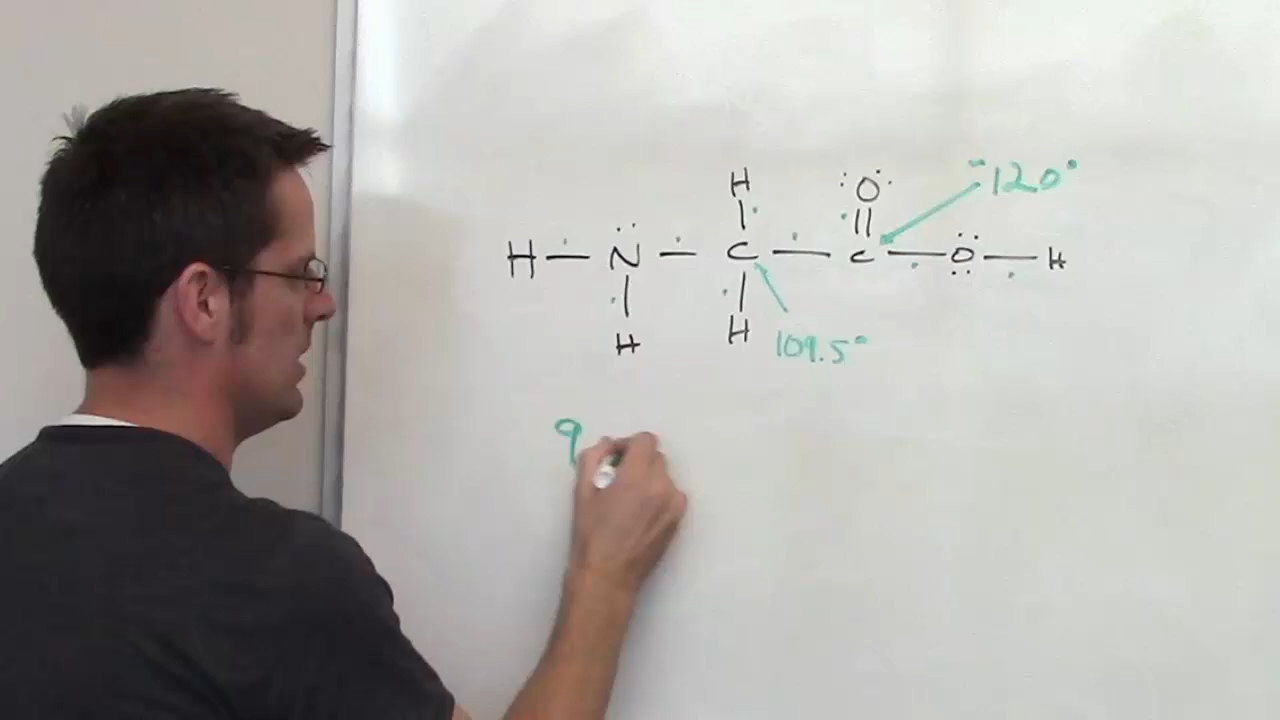 H :O: ~120°
H — N — C — C — O — H
H H 109.5°
9